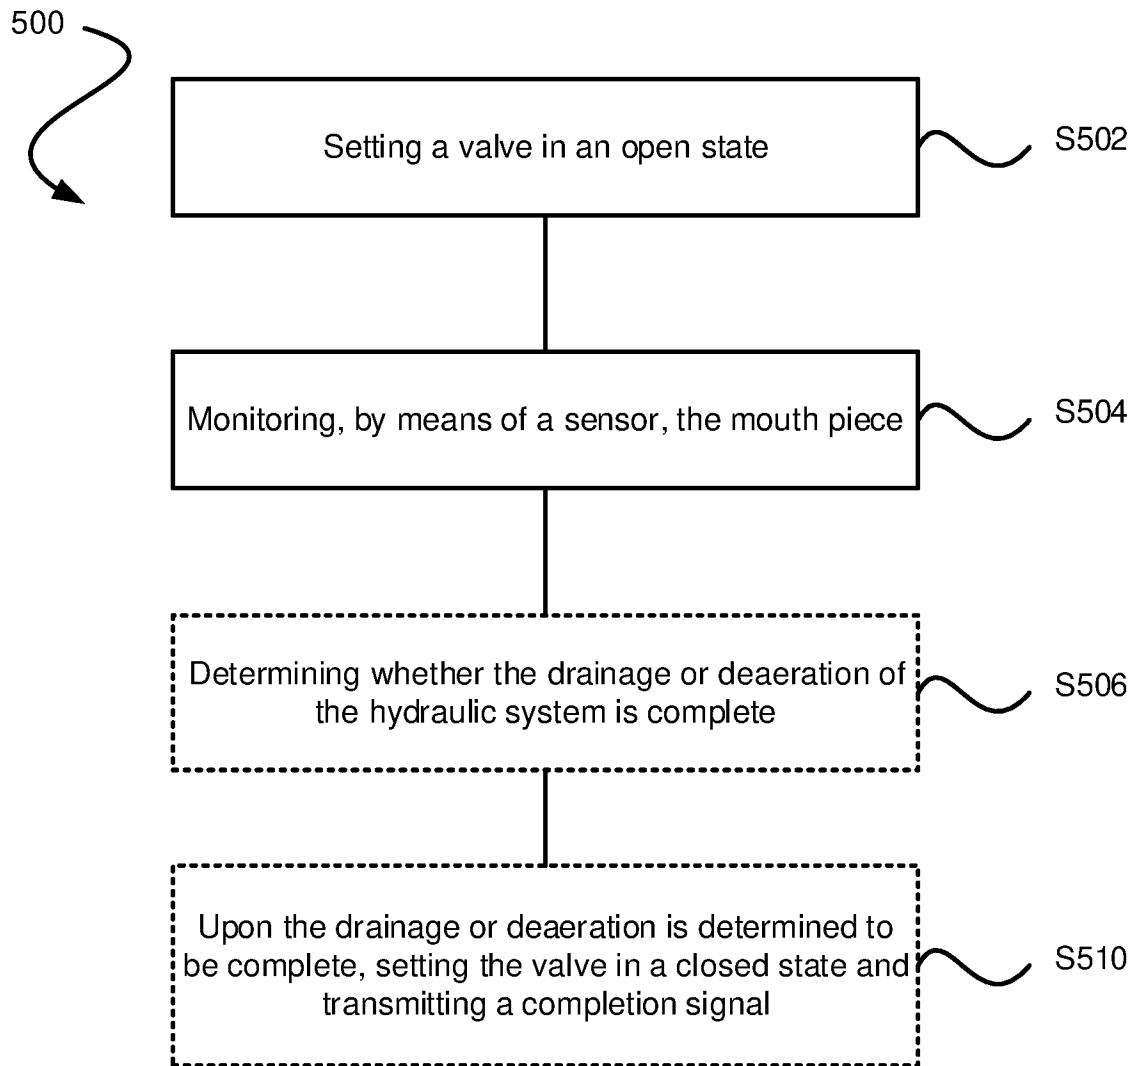 500
Setting a valve in an open state
S502
Monitoring, by means of a sensor, the mouth piece
S504
Determining whether the drainage or deaeration of
the hydraulic system is complete
S506
Upon the drainage or deaeration is determined to
be complete, setting the valve in a closed state and
transmitting a completion signal
S510